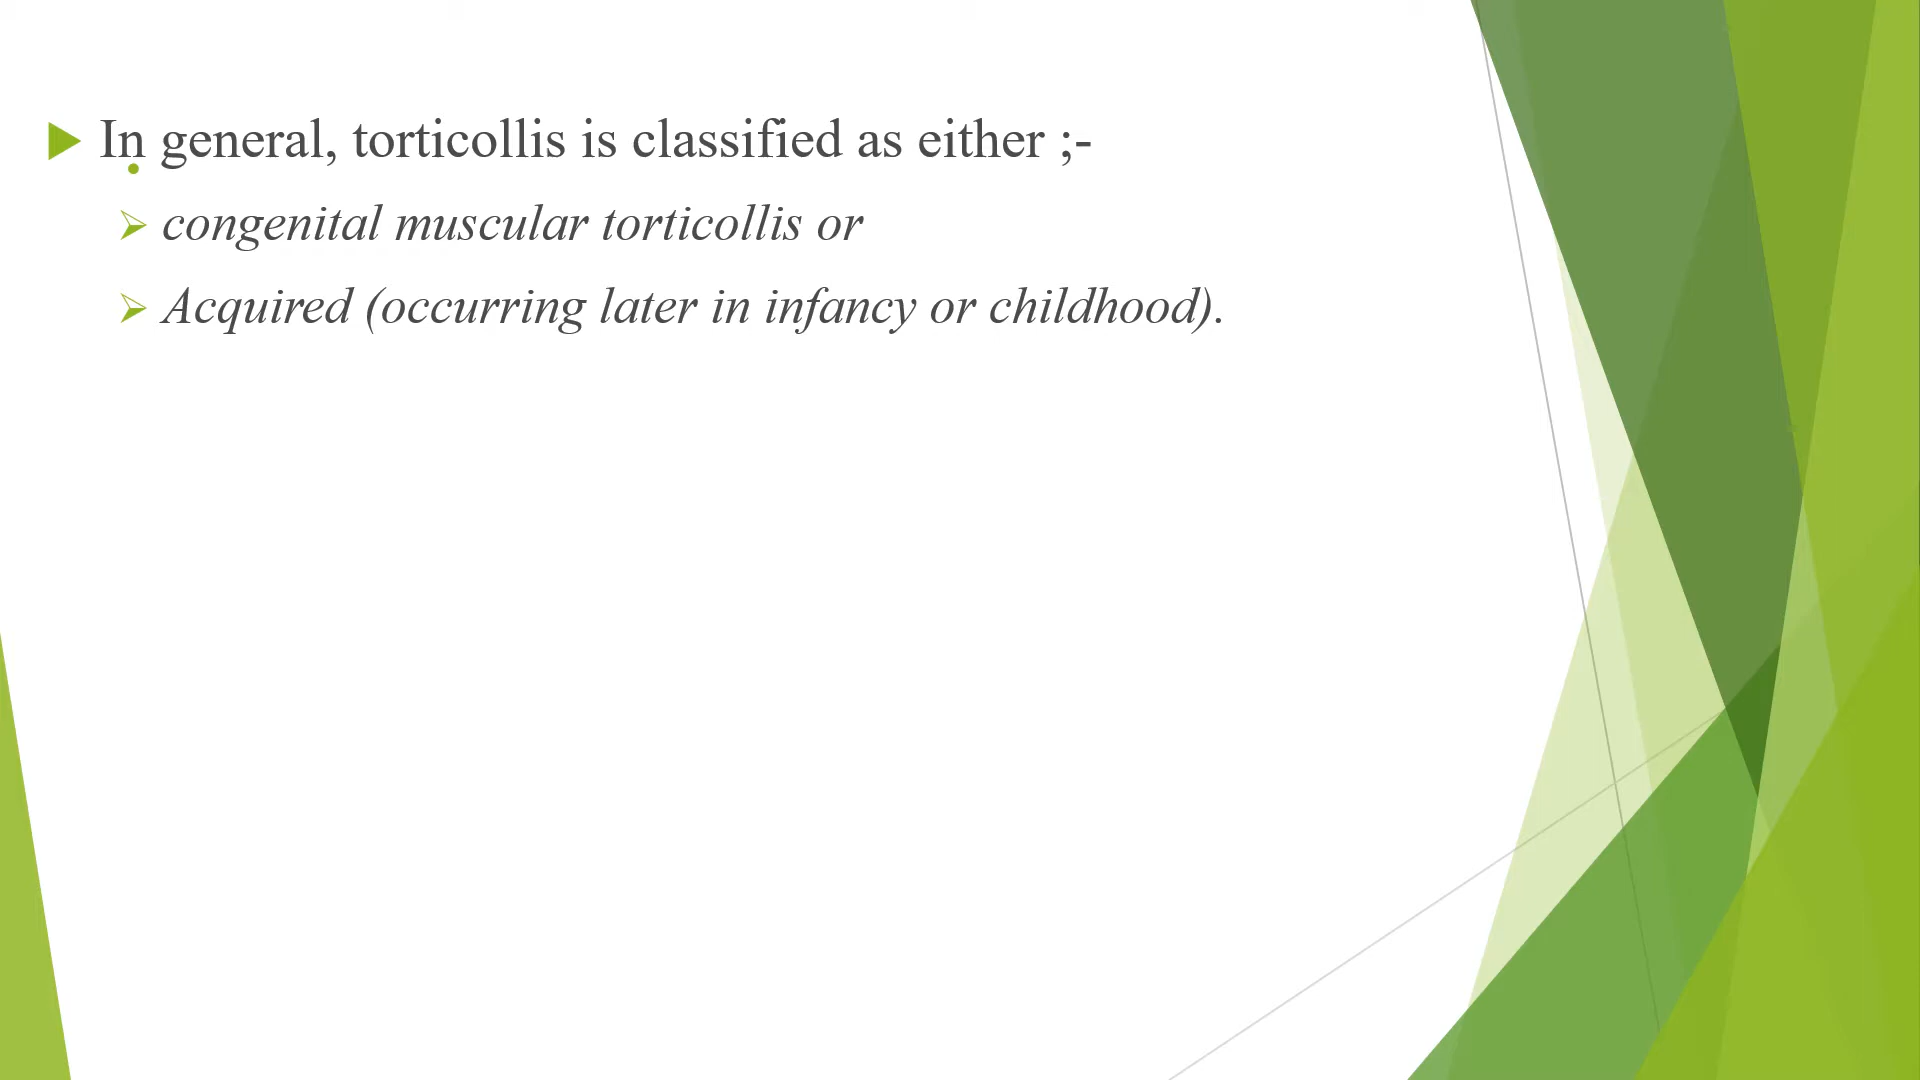 In general, torticollis is classified as either ;-
congenital muscular torticollis or
Acquired (occurring later in infancy or childhood).